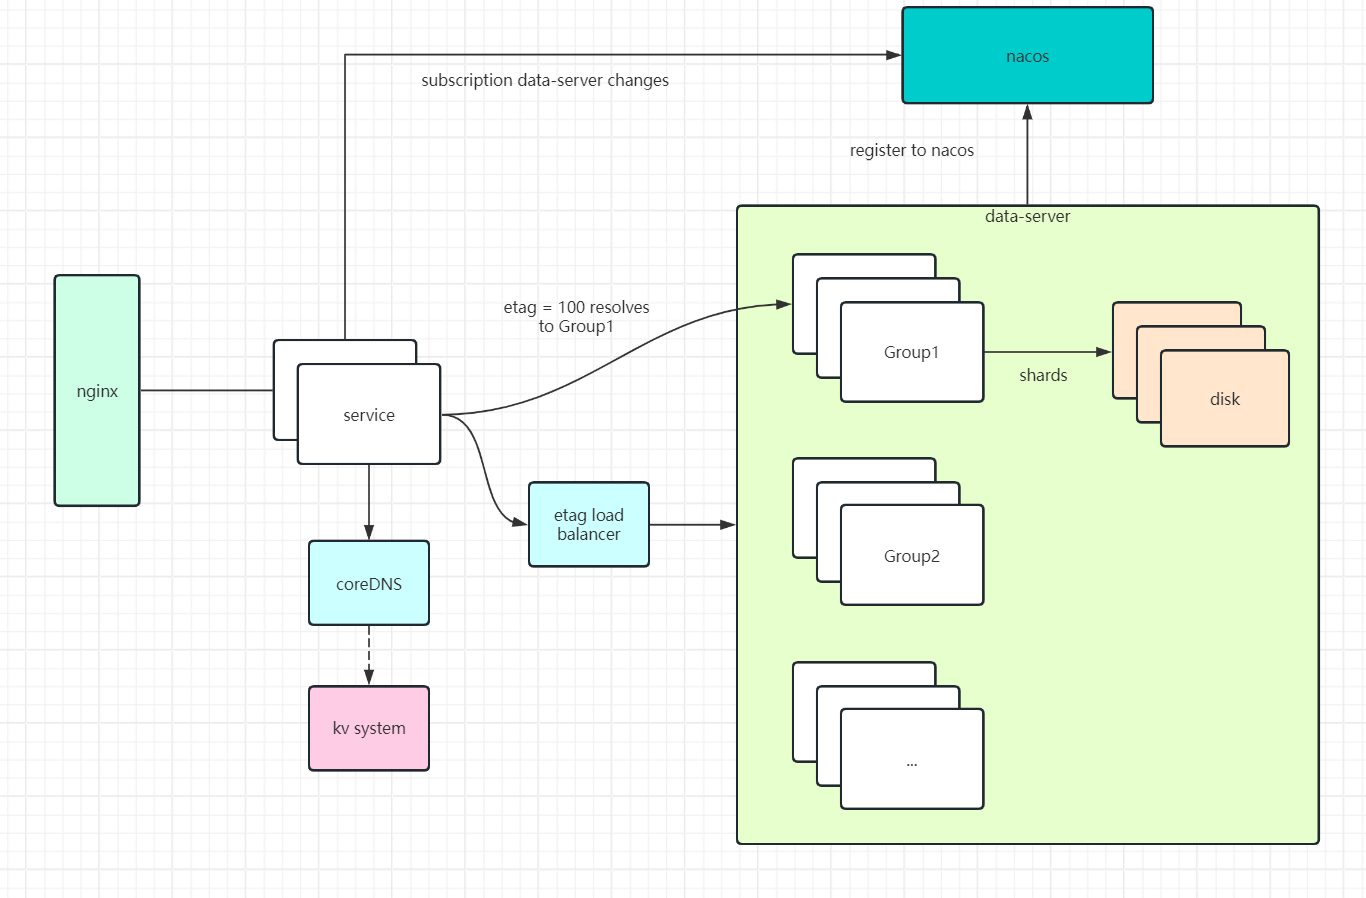 nacos
subscription data-server changes
register to nacos
data-server
etag = 100 resolves
to Group1
Group1
shards
disk
nginx
service
etag load
balancer
Group2
coreDNS
kv system
...